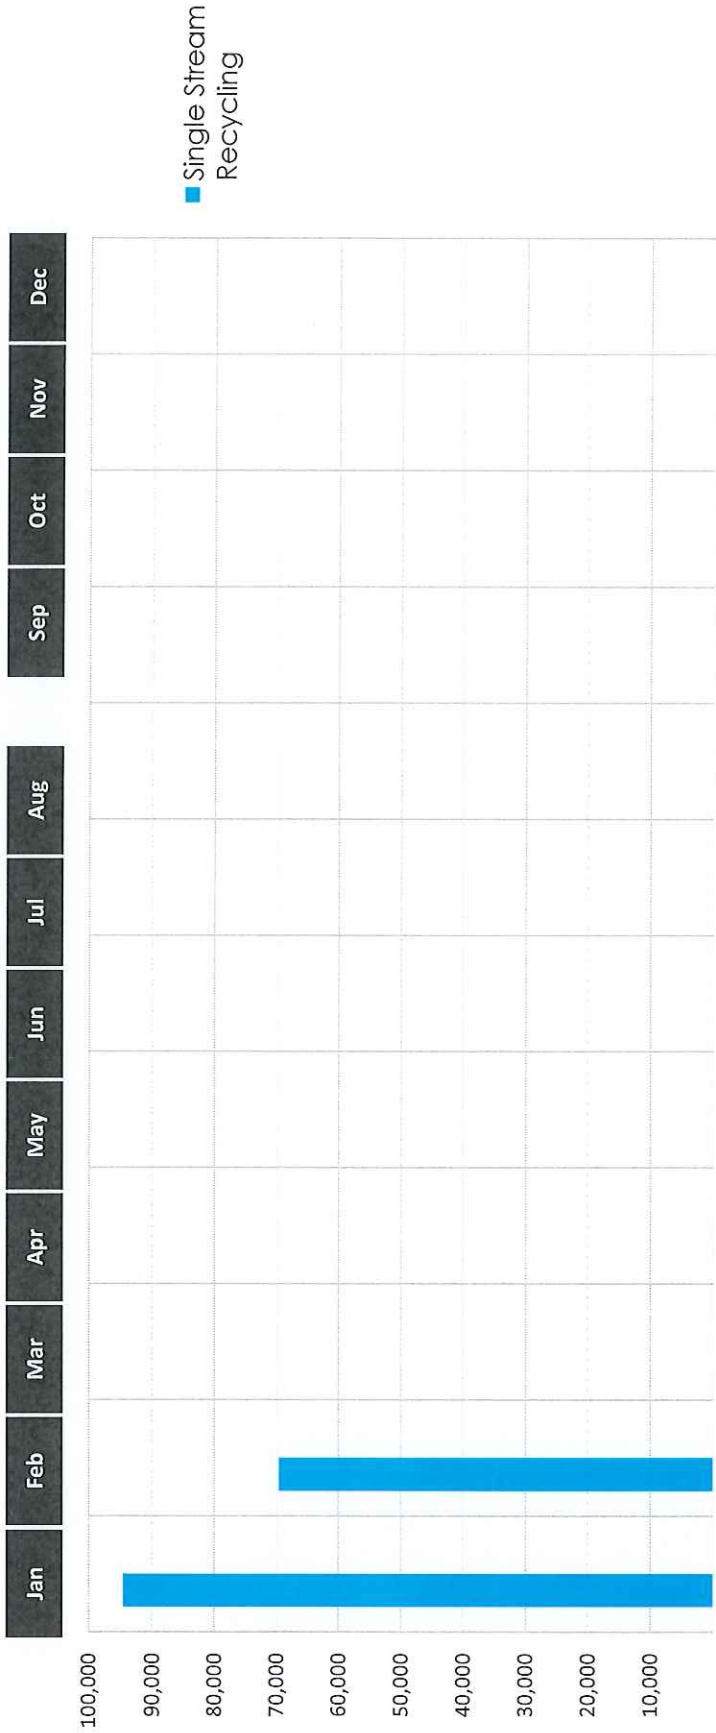 Jan
Feb
Mar
Apr
May
Jun
Jul
Aug
Sep
Oct
Nov
Dec
100,000
90,000
80,000
70,000
60,000
50,000
40,000
30,000
20,000
10,000
Single Stream
Recycling